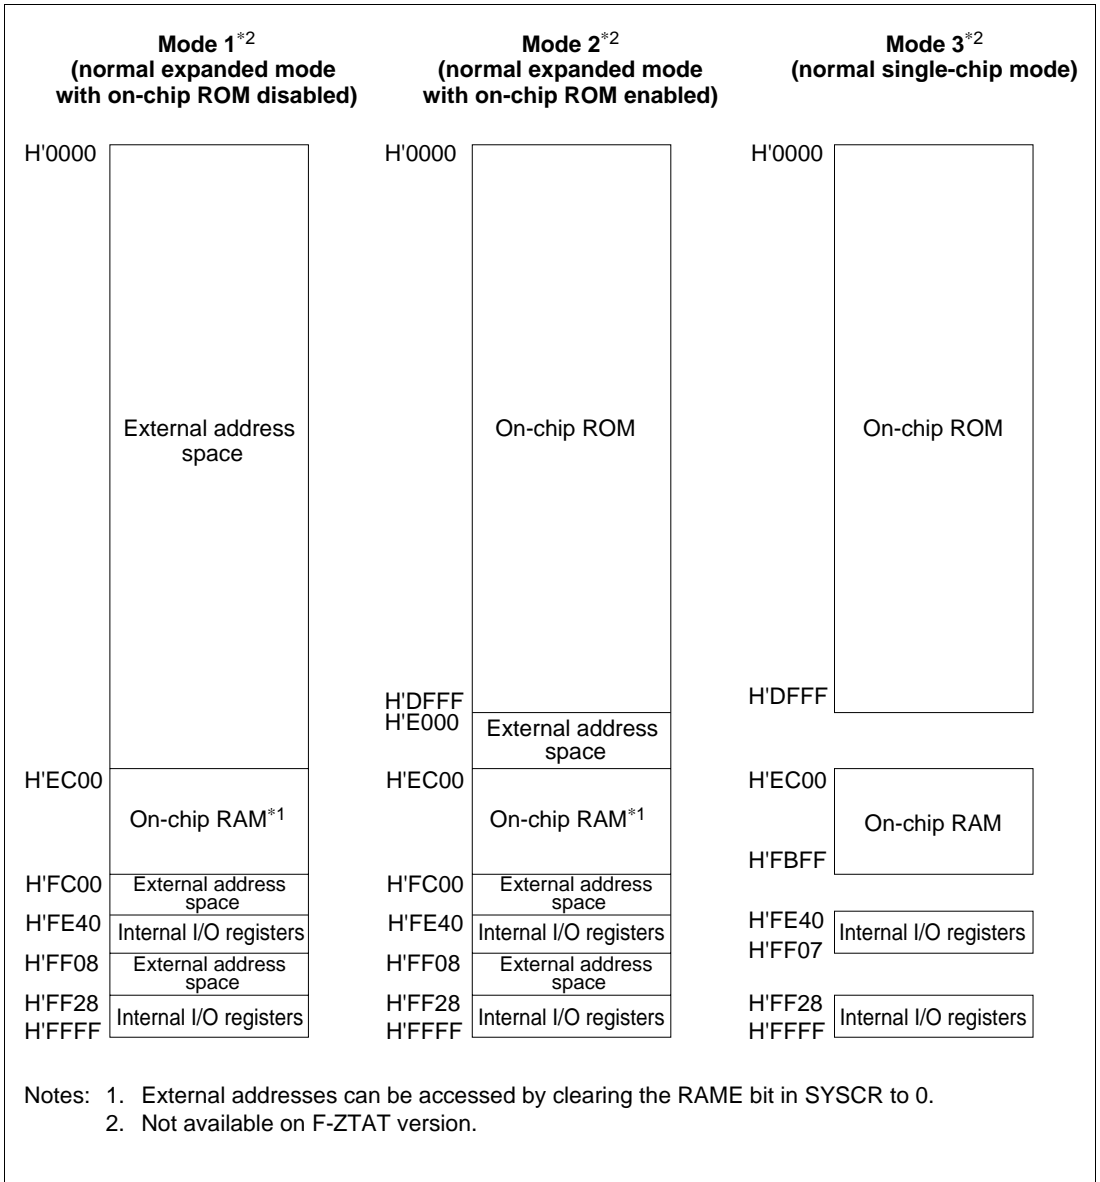 Mode 1*2
(normal expanded mode
with on-chip ROM disabled)
H'0000
External address
space
H'EC00
On-chip RAM*1
H'FC00
External address
space
H'FE40
Internal I/O registers
H'FF08
External address
space
H'FF28
Internal I/O registers
H'FFFF
Mode 2*2
(normal expanded mode
with on-chip ROM enabled)
H'0000
On-chip ROM
H'DFFF
H'E000
External address
space
H'EC00
On-chip RAM*1
H'FC00
External address
space
H'FE40
Internal I/O registers
H'FF08
External address
space
H'FF28
Internal I/O registers
H'FFFF
Mode 3*2
(normal single-chip mode)
H'0000
On-chip ROM
H'DFFF
H'EC00
On-chip RAM
H'FBFF
H'FE40
Internal I/O registers
H'FF07
H'FF28
Internal I/O registers
H'FFFF
Notes: 1. External addresses can be accessed by clearing the RAME bit in SYSCR to 0.
2. Not available on F-ZTAT version.